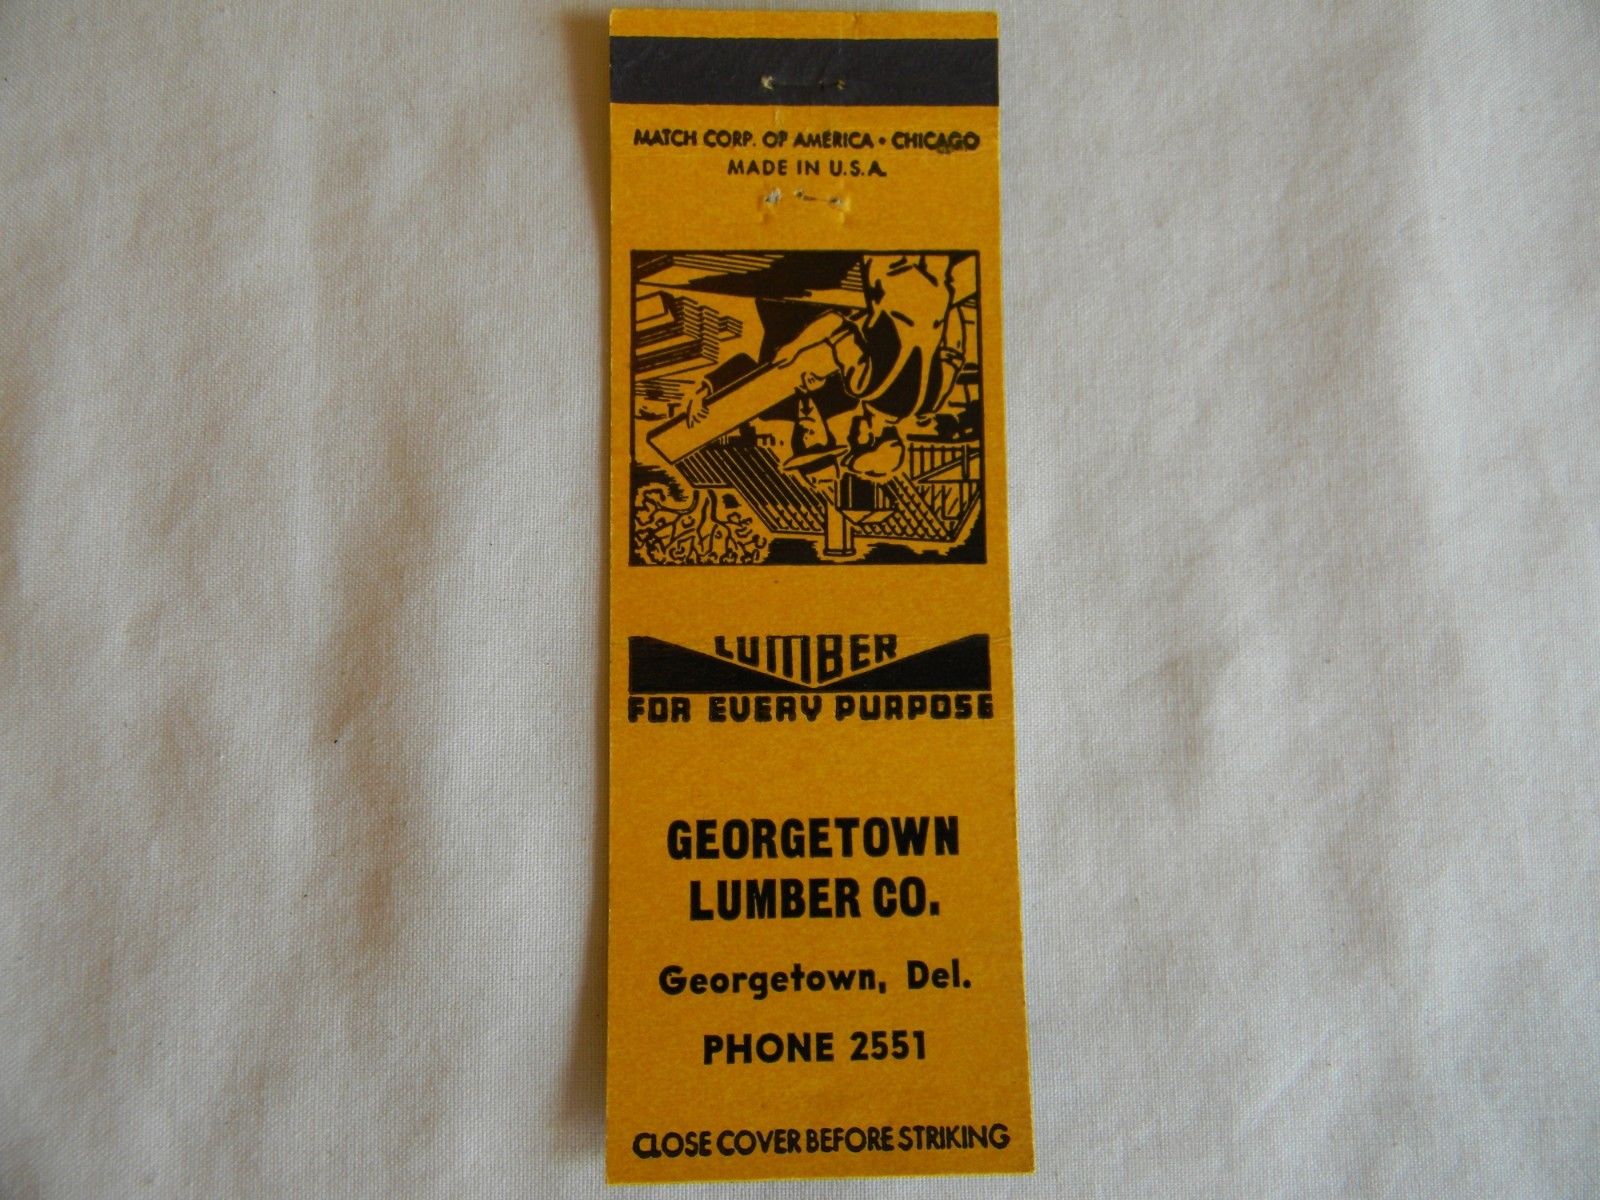 MATCH CORP. OF AMERICA • CHICAGO
MADE IN U.S.A.
LUMBER
FOR EVERY PURPOSE
GEORGETOWN
LUMBER CO.
Georgetown, Del.
PHONE 2551
CLOSE COVER BEFORE STRIKING